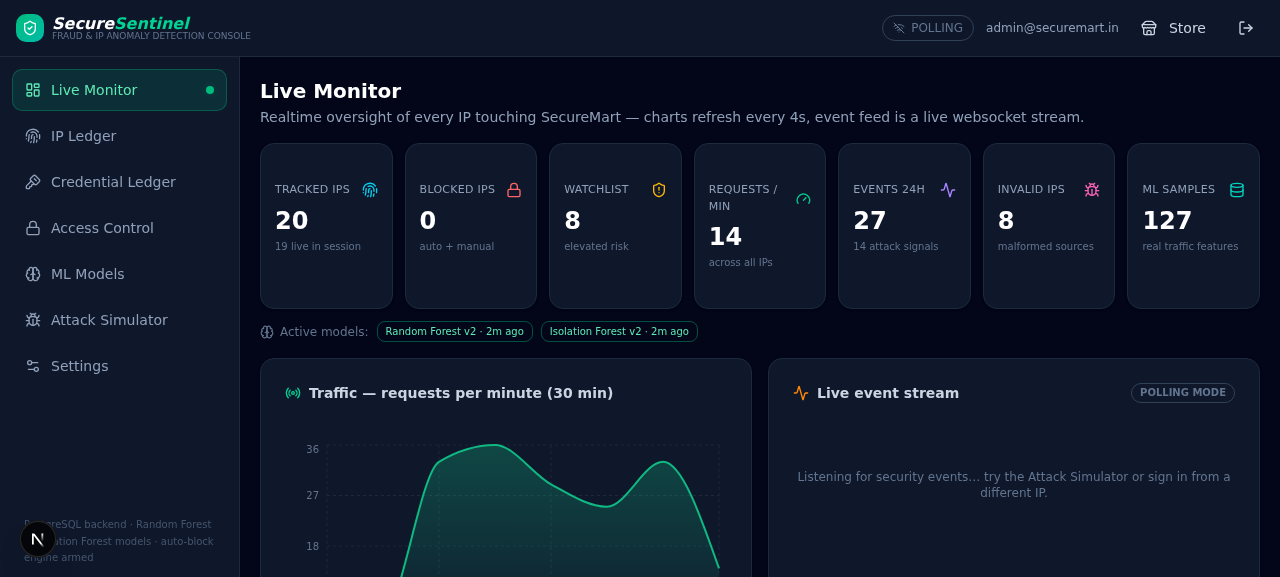 SecureSentinel
FRAUD & IP ANOMALY DETECTION CONSOLE
POLLING
admin@securemart.in
Store
Live Monitor
IP Ledger
Credential Ledger
Access Control
ML Models
Attack Simulator
Settings
Live Monitor
Realtime oversight of every IP touching SecureMart — charts refresh every 4s, event feed is a live websocket stream.
TRACKED IPS
20
19 live in session
BLOCKED IPS
0
auto + manual
WATCHLIST
8
elevated risk
REQUESTS /
MIN
14
across all IPs
EVENTS 24H
27
14 attack signals
INVALID IPS
8
malformed sources
ML SAMPLES
127
real traffic features
Active models:
Random Forest v2 · 2m ago
Isolation Forest v2 · 2m ago
Traffic — requests per minute (30 min)
36
27
18
Live event stream
POLLING MODE
Listening for security events... try the Attack Simulator or sign in from a
different IP.
backend · Random Forest
Forest models · auto-block
engine armed
N